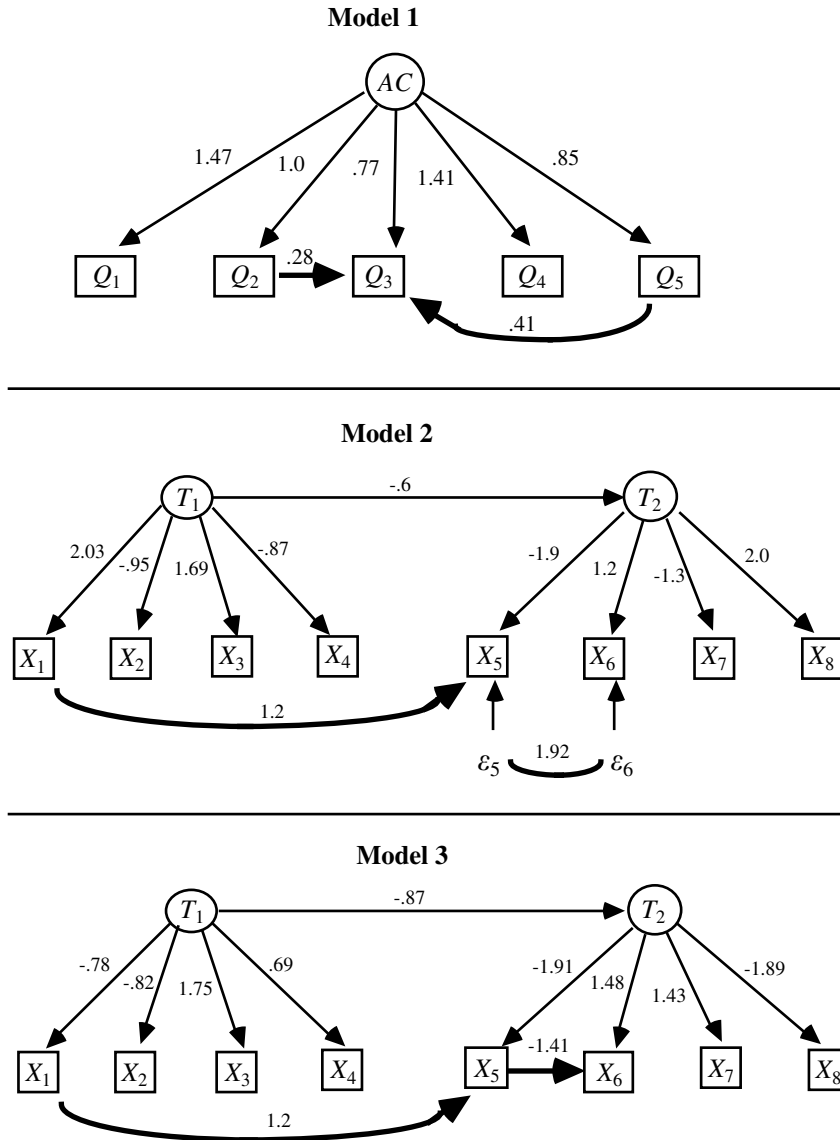 Model 1
AC
1.47 1.0 .77 1.41 .85
Q1 Q2 .28 Q3 Q4 Q5
.41
Model 2
T1 -.6 T2
2.03 -.95 1.69 -.87 -1.9 1.2 -1.3 2.0
X1 X2 X3 X4 X5 X6 X7 X8
1.2
ε5 1.92 ε6
Model 3
T1 -.87 T2
-.78 -.82 1.75 .69 -1.91 1.48 1.43 -1.89
-1.41
X1 X2 X3 X4 X5 X6 X7 X8
1.2